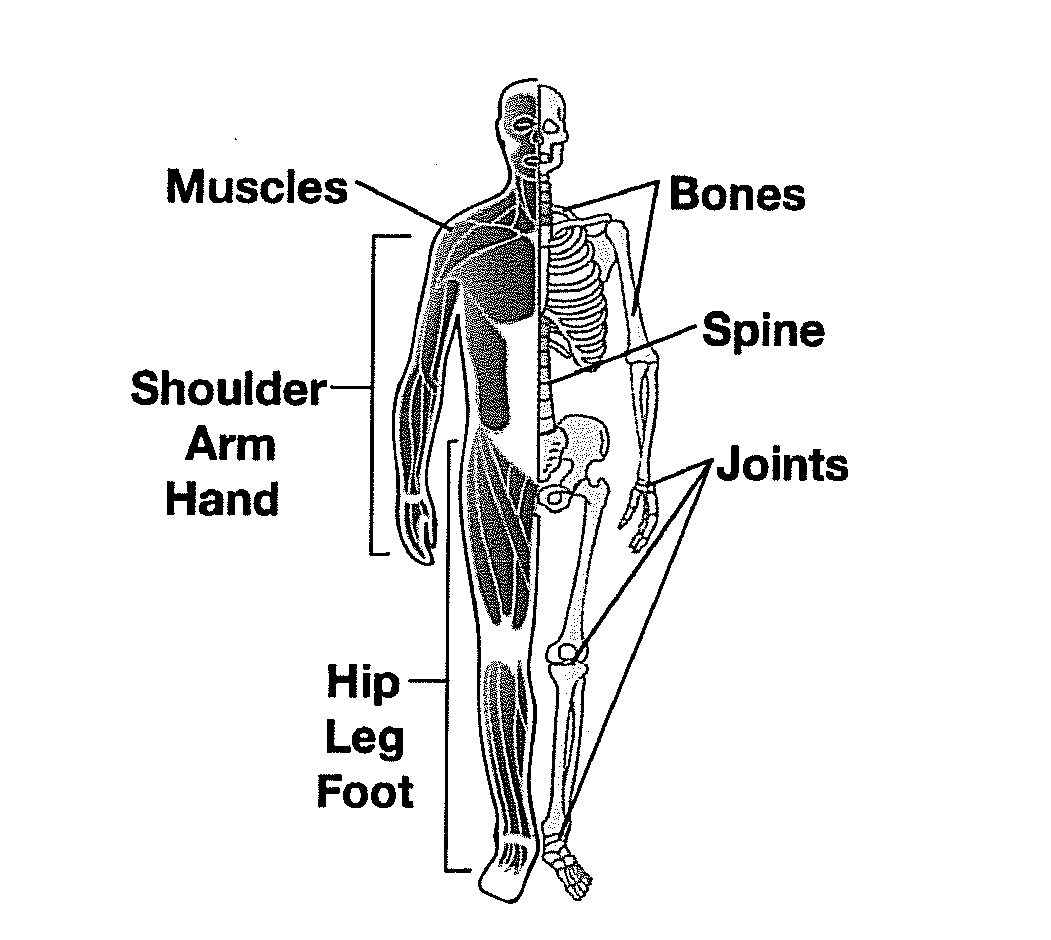 Muscles
Bones
Spine
Shoulder
Arm
Hand
Joints
Hip
Leg
Foot